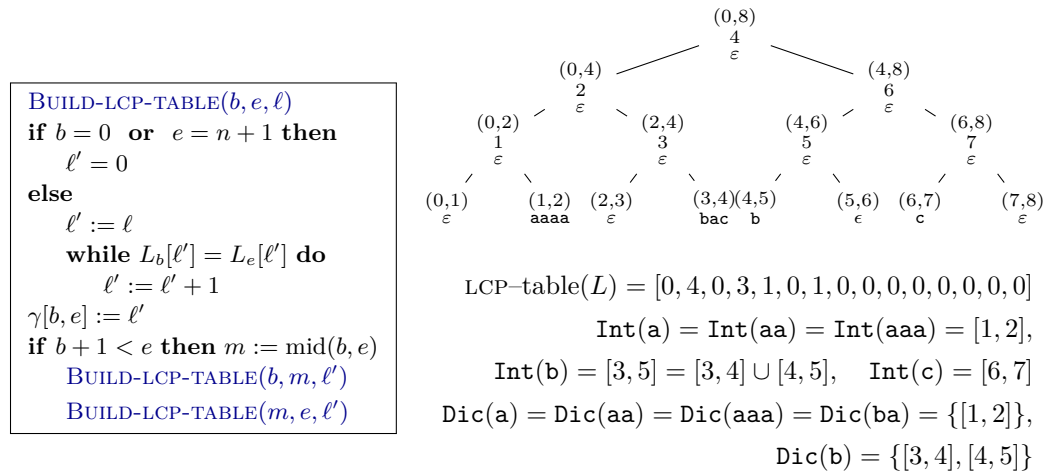 BUILD-LCP-TABLE(b, e, ℓ)
if b = 0 or e = n + 1 then
ℓ′ = 0
else
ℓ′ := ℓ
while L_b[ℓ′] = L_e[ℓ′] do
ℓ′ := ℓ′ + 1
γ[b, e] := ℓ′
if b + 1 < e then m := mid(b, e)
BUILD-LCP-TABLE(b, m, ℓ′)
BUILD-LCP-TABLE(m, e, ℓ′)
(0,8)
4
ε
(0,4) (4,8)
2 6
ε ε
(0,2) (2,4) (4,6) (6,8)
1 3 5 7
ε ε ε ε
(0,1) (1,2) (2,3) (3,4) (4,5) (5,6) (6,7) (7,8)
ε aaaa ε bac b ϵ c ε
LCP–table(L) = [0, 4, 0, 3, 1, 0, 1, 0, 0, 0, 0, 0, 0, 0, 0]
Int(a) = Int(aa) = Int(aaa) = [1, 2],
Int(b) = [3, 5] = [3, 4] ∪ [4, 5], Int(c) = [6, 7]
Dic(a) = Dic(aa) = Dic(aaa) = Dic(ba) = {[1, 2]},
Dic(b) = {[3, 4], [4, 5]}